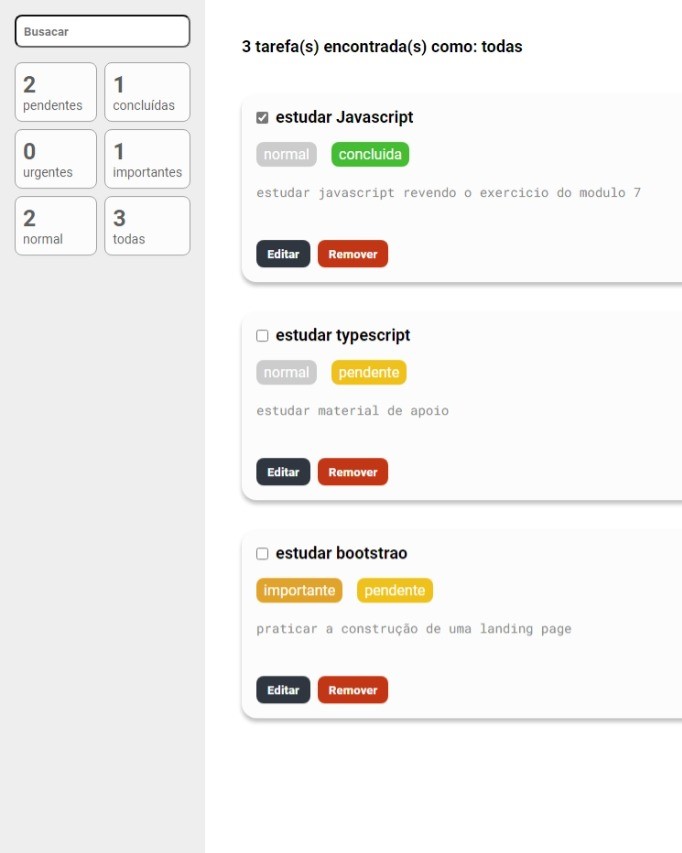 Busacar
2 1
pendentes concluídas
0 1
urgentes importantes
2 3
normal todas
3 tarefa(s) encontrada(s) como: todas
estudar Javascript
normal concluida
estudar javascript revendo o exercicio do modulo 7
Editar Remover
estudar typescript
normal pendente
estudar material de apoio
Editar Remover
estudar bootstrao
importante pendente
praticar a construção de uma landing page
Editar Remover